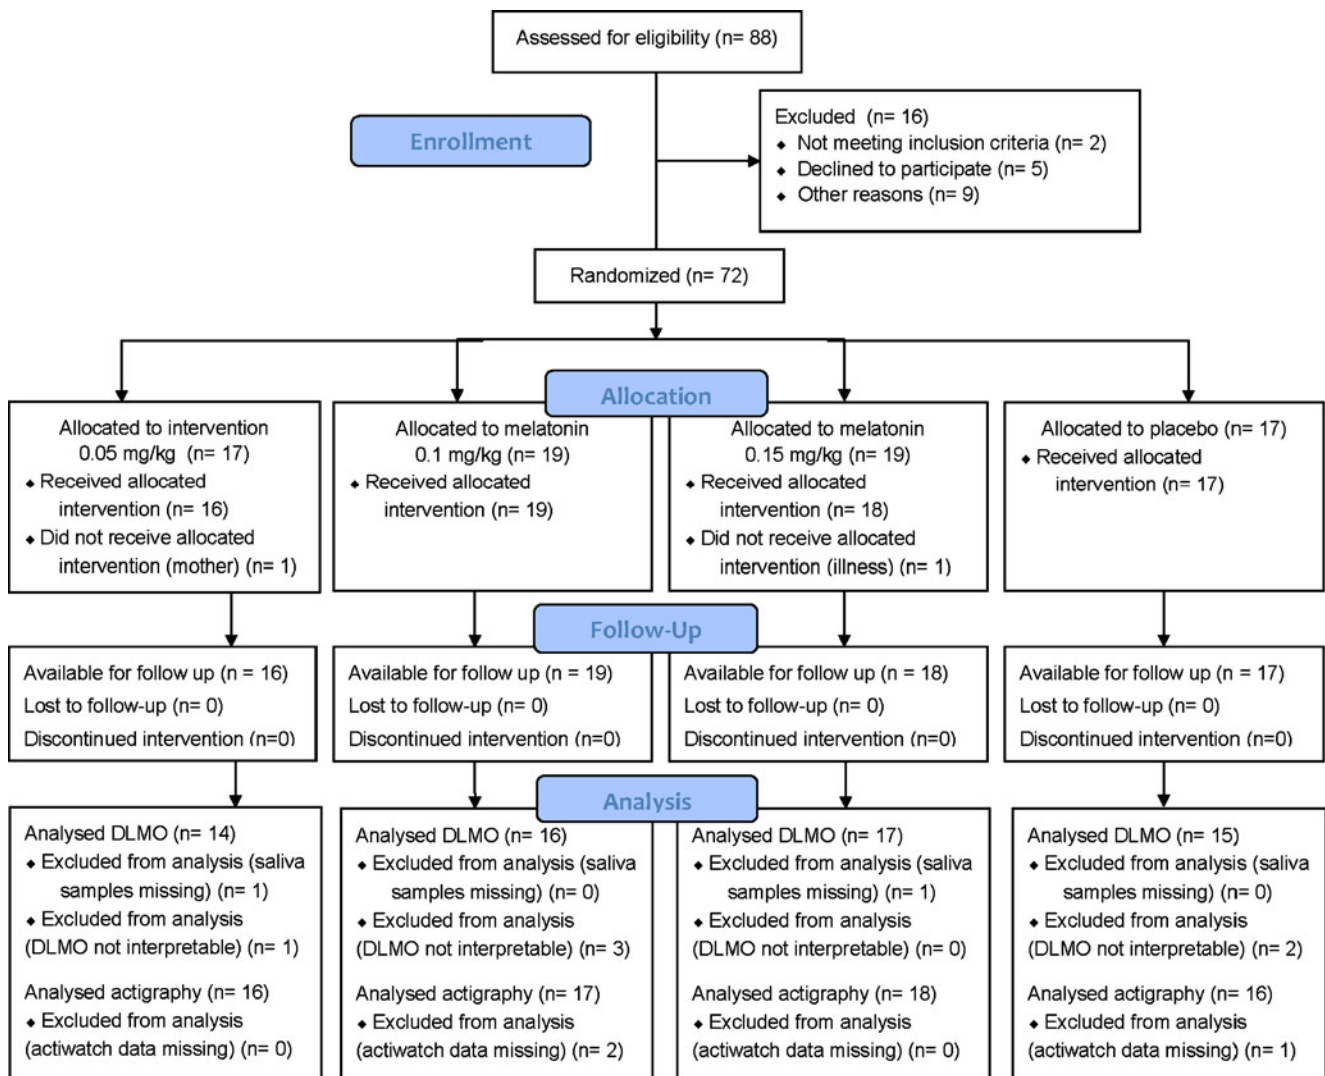 Assessed for eligibility (n= 88)
Enrollment
Excluded (n= 16)
◆ Not meeting inclusion criteria (n= 2)
◆ Declined to participate (n= 5)
◆ Other reasons (n= 9)
Randomized (n= 72)
Allocation
Allocated to intervention
0.05 mg/kg (n= 17)
◆ Received allocated
intervention (n= 16)
◆ Did not receive allocated
intervention (mother) (n= 1)
Allocated to melatonin
0.1 mg/kg (n= 19)
◆ Received allocated
intervention (n= 19)
Allocated to melatonin
0.15 mg/kg (n= 19)
◆ Received allocated
intervention (n= 18)
◆ Did not receive allocated
intervention (illness) (n= 1)
Allocated to placebo (n= 17)
◆ Received allocated
intervention (n= 17)
Follow-Up
Available for follow up (n = 16)
Lost to follow-up (n= 0)
Discontinued intervention (n=0)
Available for follow up (n = 19)
Lost to follow-up (n= 0)
Discontinued intervention (n=0)
Available for follow up (n = 18)
Lost to follow-up (n= 0)
Discontinued intervention (n=0)
Available for follow up (n = 17)
Lost to follow-up (n= 0)
Discontinued intervention (n=0)
Analysis
Analysed DLMO (n= 14)
◆ Excluded from analysis (saliva
samples missing) (n= 1)
◆ Excluded from analysis
(DLMO not interpretable) (n= 1)
Analysed actigraphy (n= 16)
◆ Excluded from analysis
(actiwatch data missing) (n= 0)
Analysed DLMO (n= 16)
◆ Excluded from analysis (saliva
samples missing) (n= 0)
◆ Excluded from analysis
(DLMO not interpretable) (n= 3)
Analysed actigraphy (n= 17)
◆ Excluded from analysis
(actiwatch data missing) (n= 2)
Analysed DLMO (n= 17)
◆ Excluded from analysis (saliva
samples missing) (n= 1)
◆ Excluded from analysis
(DLMO not interpretable) (n= 0)
Analysed actigraphy (n= 18)
◆ Excluded from analysis
(actiwatch data missing) (n= 0)
Analysed DLMO (n= 15)
◆ Excluded from analysis (saliva
samples missing) (n= 0)
◆ Excluded from analysis
(DLMO not interpretable) (n= 2)
Analysed actigraphy (n= 16)
◆ Excluded from analysis
(actiwatch data missing) (n= 1)